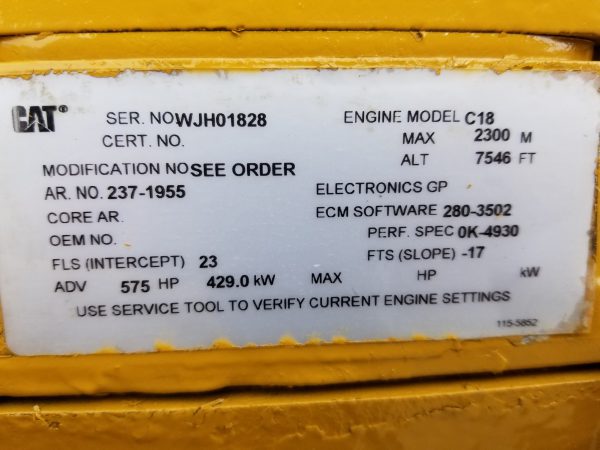 CAT® SER. NO WJH01828 ENGINE MODEL C18
CERT. NO. MAX 2300 M
MODIFICATION NO SEE ORDER ALT 7546 FT
AR. NO. 237-1955 ELECTRONICS GP
CORE AR. ECM SOFTWARE 280-3502
OEM NO. PERF. SPEC 0K-4930
FLS (INTERCEPT) 23 FTS (SLOPE) -17
ADV 575 HP 429.0 kW MAX HP kW
USE SERVICE TOOL TO VERIFY CURRENT ENGINE SETTINGS
115-5852